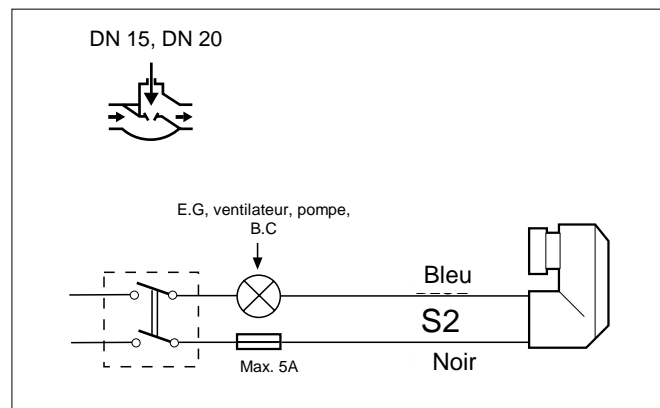 DN 15, DN 20
E.G, ventilateur, pompe,
B.C
Bleu
S2
Noir
Max. 5A